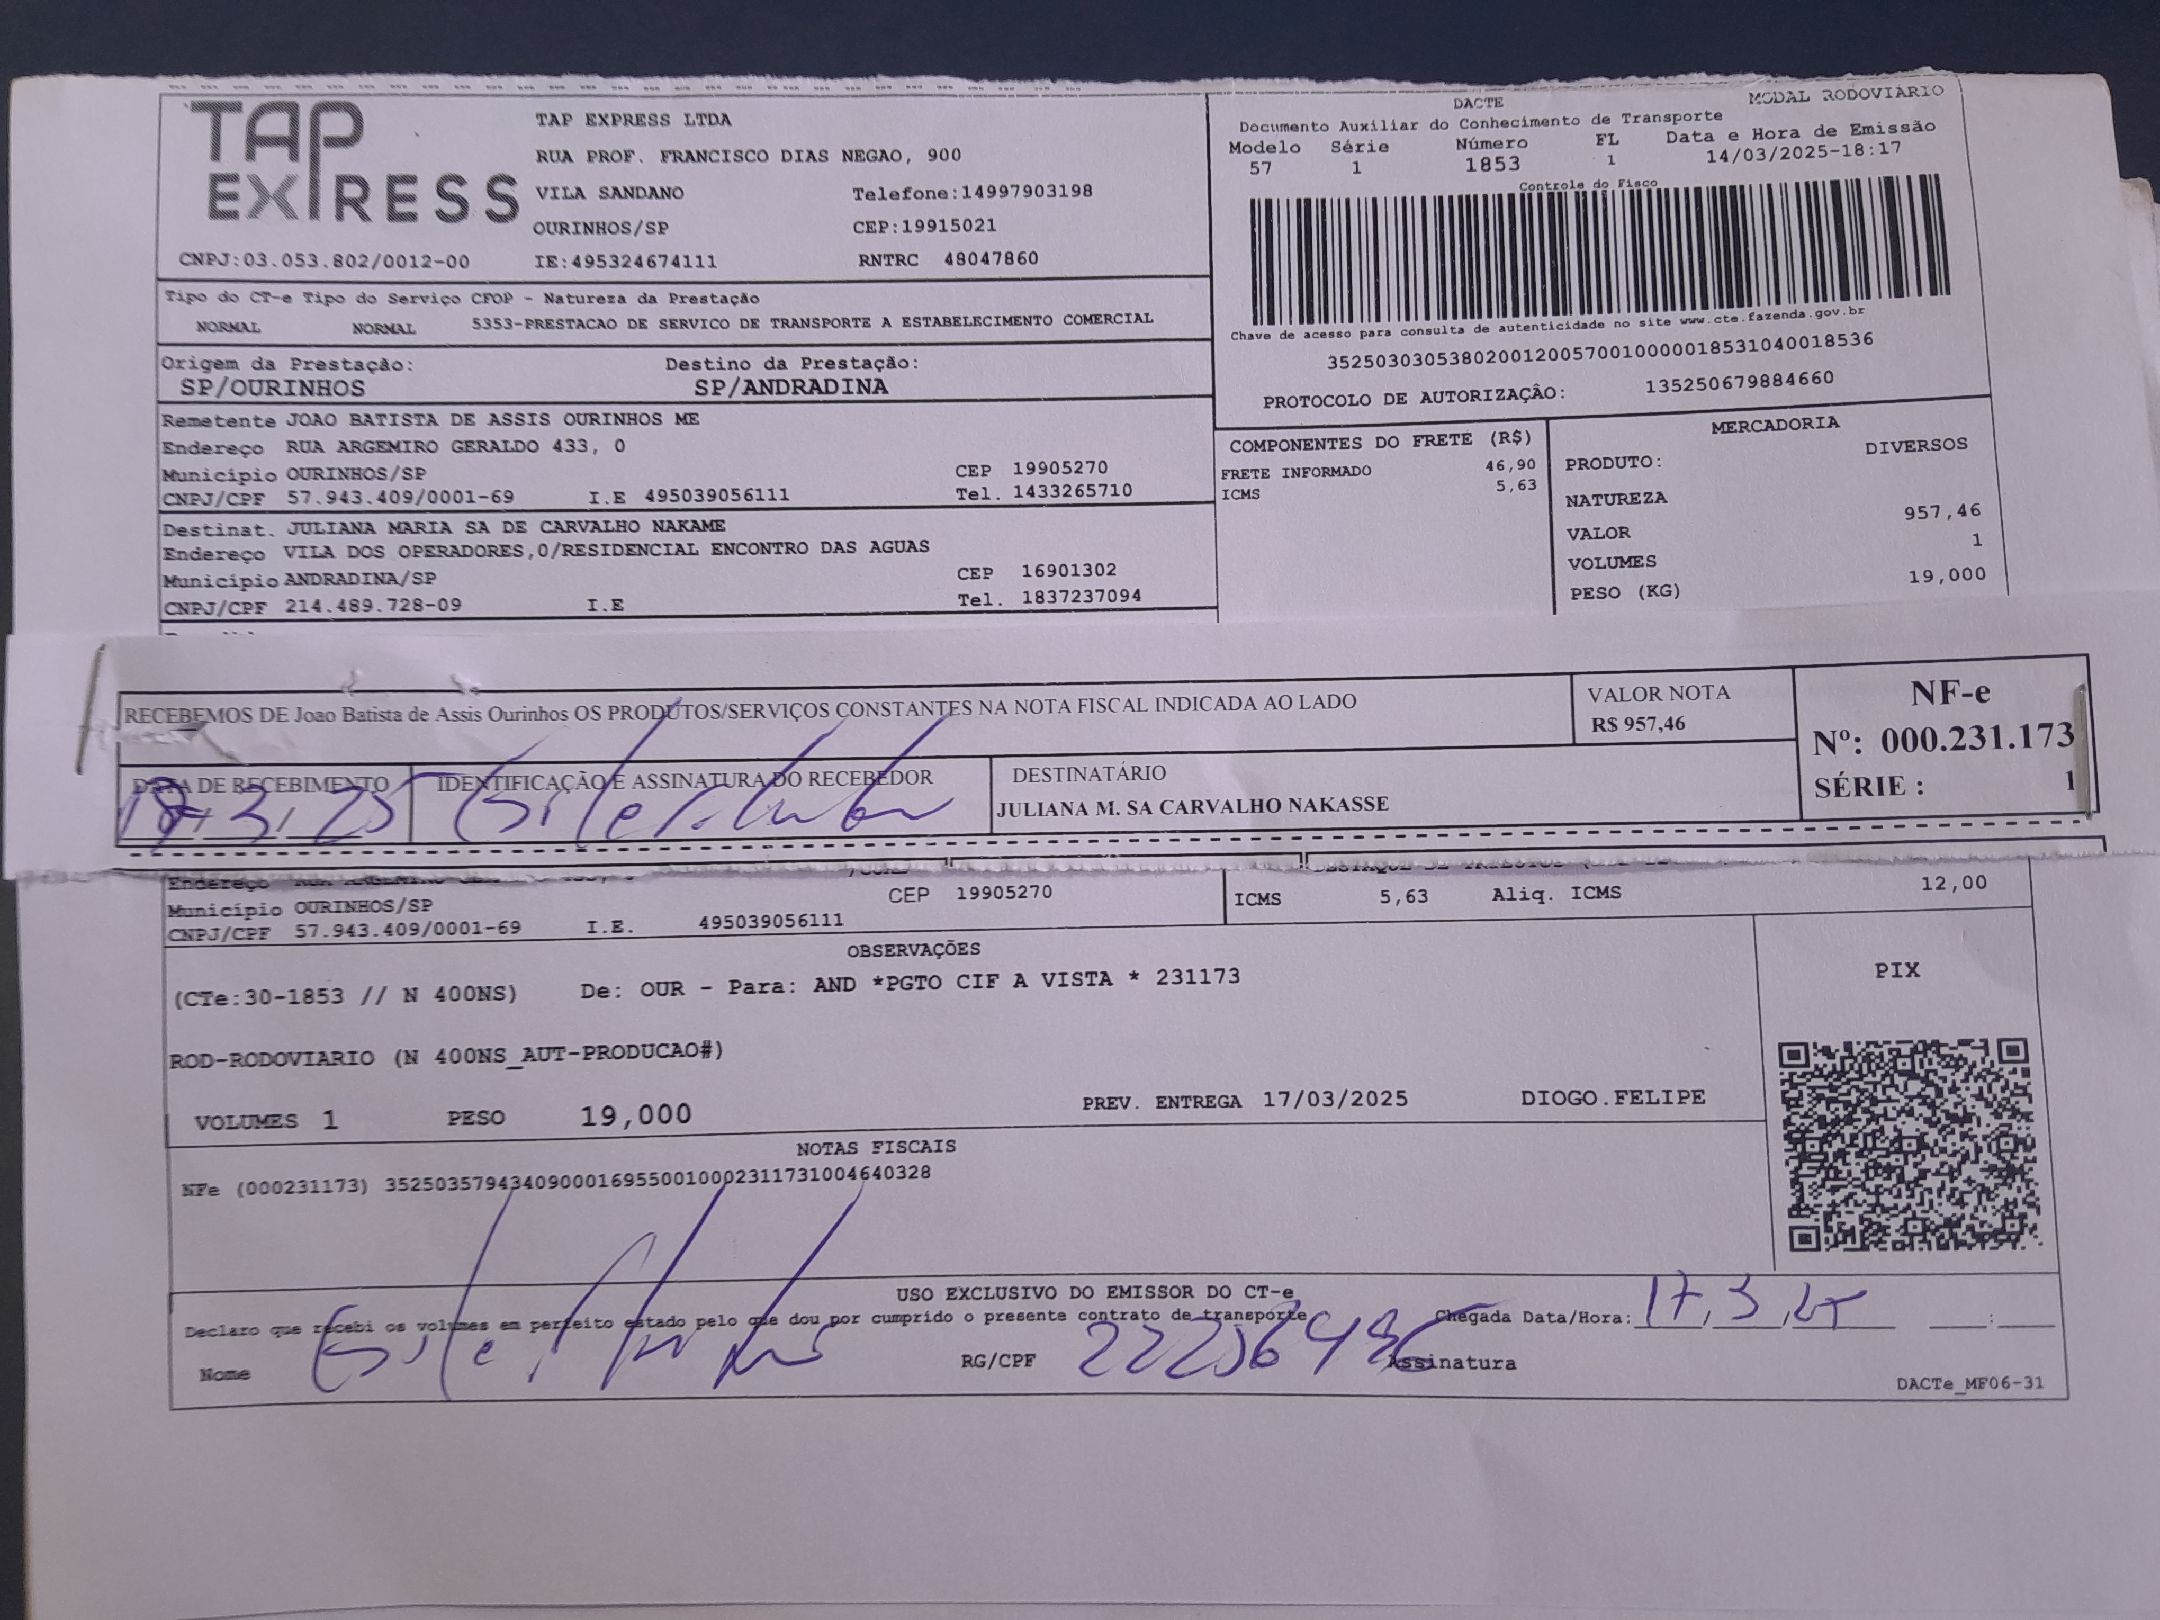 TAP EXPRESS
TAP EXPRESS LTDA
RUA PROF. FRANCISCO DIAS NEGAO, 900
VILA SANDANO Telefone:14997903198
OURINHOS/SP CEP:19915021
CNPJ:03.053.802/0012-00 IE:495324674111 RNTRC 48047860
DACTE MODAL RODOVIÁRIO
Documento Auxiliar do Conhecimento de Transporte
Modelo Série Número FL Data e Hora de Emissão
57 1 1853 1 14/03/2025-18:17
Controle do Fisco
Chave de acesso para consulta de autenticidade no site www.cte.fazenda.gov.br
35250303053802001200570010000018531040018536
PROTOCOLO DE AUTORIZAÇÃO: 135250679884660
Tipo do CT-e Tipo do Serviço CFOP - Natureza da Prestação
NORMAL NORMAL 5353-PRESTACAO DE SERVICO DE TRANSPORTE A ESTABELECIMENTO COMERCIAL
Origem da Prestação: Destino da Prestação:
SP/OURINHOS SP/ANDRADINA
Remetente JOAO BATISTA DE ASSIS OURINHOS ME
Endereço RUA ARGEMIRO GERALDO 433, 0
Município OURINHOS/SP CEP 19905270
CNPJ/CPF 57.943.409/0001-69 I.E 495039056111 Tel. 1433265710
Destinat. JULIANA MARIA SA DE CARVALHO NAKAME
Endereço VILA DOS OPERADORES,0/RESIDENCIAL ENCONTRO DAS AGUAS
Município ANDRADINA/SP CEP 16901302
CNPJ/CPF 214.489.728-09 I.E Tel. 1837237094
COMPONENTES DO FRETE (R$)
FRETE INFORMADO 46,90
ICMS 5,63
MERCADORIA
PRODUTO: DIVERSOS
NATUREZA
VALOR 957,46
VOLUMES 1
PESO (KG) 19,000
RECEBEMOS DE Joao Batista de Assis Ourinhos OS PRODUTOS/SERVIÇOS CONSTANTES NA NOTA FISCAL INDICADA AO LADO
VALOR NOTA
R$ 957,46
NF-e
Nº: 000.231.173
SÉRIE : 1
DATA DE RECEBIMENTO IDENTIFICAÇÃO E ASSINATURA DO RECEBEDOR DESTINATÁRIO
JULIANA M. SA CARVALHO NAKASSE
Endereço
Município OURINHOS/SP CEP 19905270
CNPJ/CPF 57.943.409/0001-69 I.E. 495039056111
ICMS 5,63 Aliq. ICMS 12,00
OBSERVAÇÕES
(CTe:30-1853 // N 400NS) De: OUR - Para: AND *PGTO CIF A VISTA * 231173
PIX
ROD-RODOVIARIO (N 400NS_AUT-PRODUCAO#)
VOLUMES 1 PESO 19,000 PREV. ENTREGA 17/03/2025 DIOGO.FELIPE
NOTAS FISCAIS
NFe (000231173) 35250357943409000169550010002311731004640328
USO EXCLUSIVO DO EMISSOR DO CT-e
Declaro que recebi os volumes em perfeito estado pelo que dou por cumprido o presente contrato de transporte
Chegada Data/Hora: 17,3,25
Nome RG/CPF Assinatura
DACTe_MF06-31